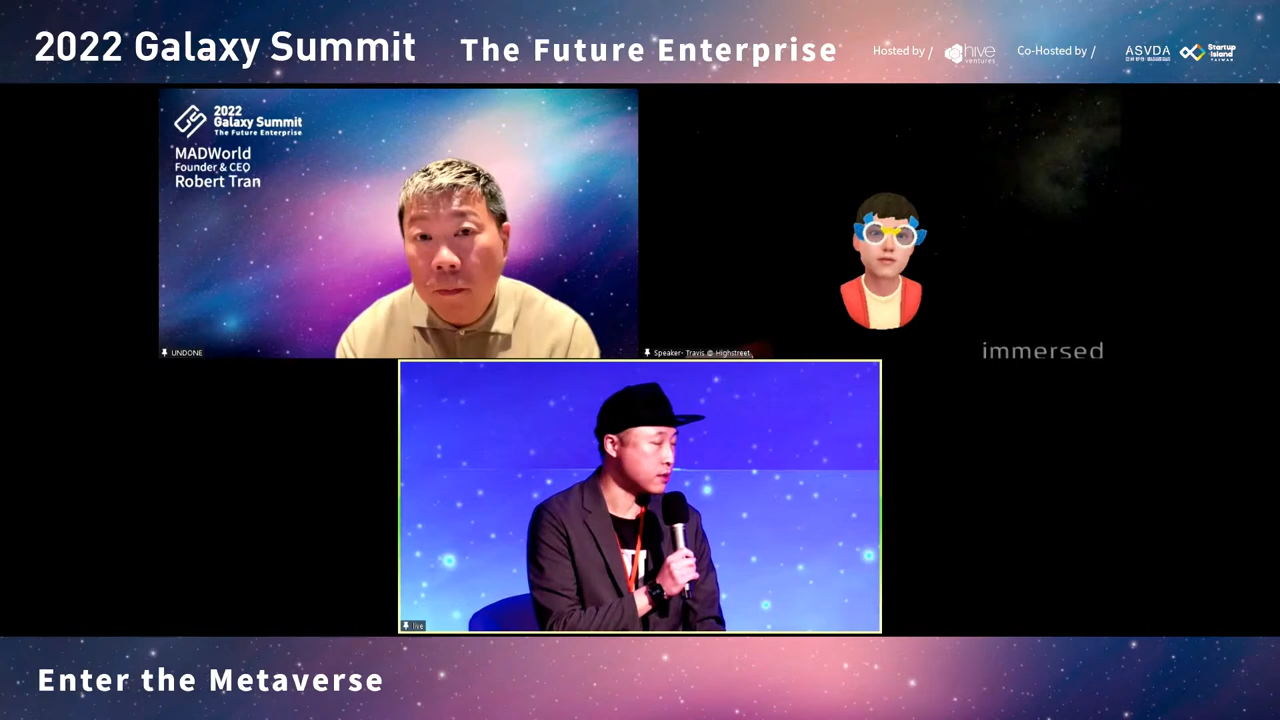 2022 Galaxy Summit
The Future Enterprise
Hosted by /
hive
ventures
Co-Hosted by /
ASVDA
Startup
Island
TAIWAN
2022
Galaxy Summit
The Future Enterprise
MADWorld
Founder & CEO
Robert Tran
UNDONE
Speaker- Travis @ Highstreet
immersed
live
Enter the Metaverse